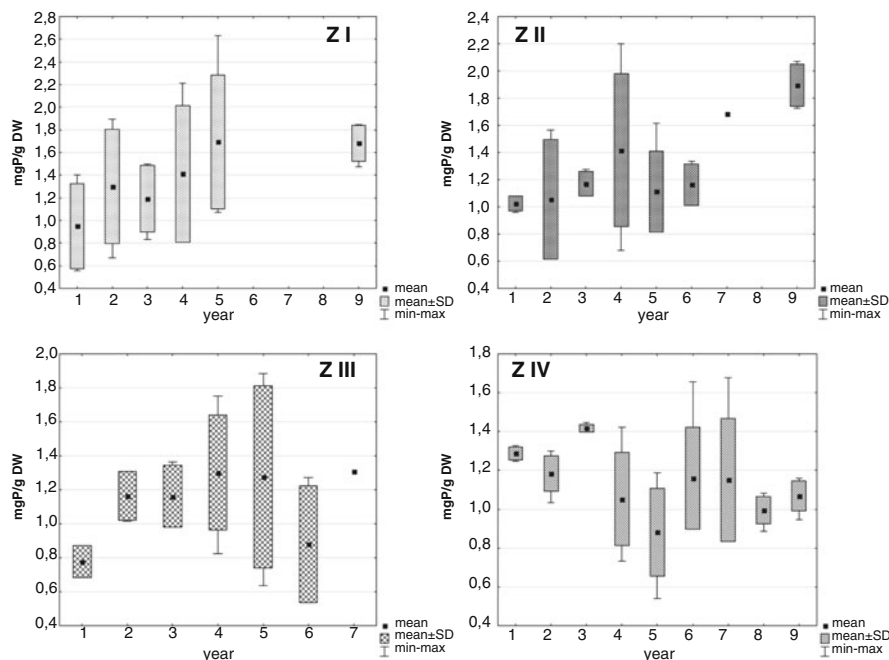 Z I
mgP/g DW
2,8
2,6
2,4
2,2
2,0
1,8
1,6
1,4
1,2
1,0
0,8
0,6
0,4
1 2 3 4 5 6 7 8 9
year
mean
mean±SD
min-max
Z II
mgP/g DW
2,4
2,2
2,0
1,8
1,6
1,4
1,2
1,0
0,8
0,6
0,4
1 2 3 4 5 6 7 8 9
year
mean
mean±SD
min-max
Z III
mgP/g DW
2,0
1,8
1,6
1,4
1,2
1,0
0,8
0,6
0,4
1 2 3 4 5 6 7
year
mean
mean±SD
min-max
Z IV
mgP/g DW
1,8
1,6
1,4
1,2
1,0
0,8
0,6
0,4
1 2 3 4 5 6 7 8 9
year
mean
mean±SD
min-max